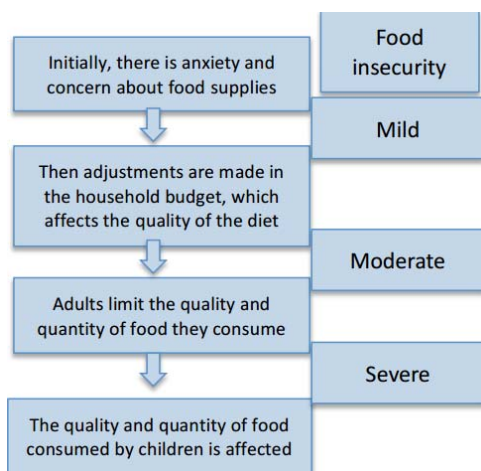 Food
insecurity
Initially, there is anxiety and
concern about food supplies
Mild
Then adjustments are made in
the household budget, which
affects the quality of the diet
Moderate
Adults limit the quality and
quantity of food they consume
Severe
The quality and quantity of food
consumed by children is affected